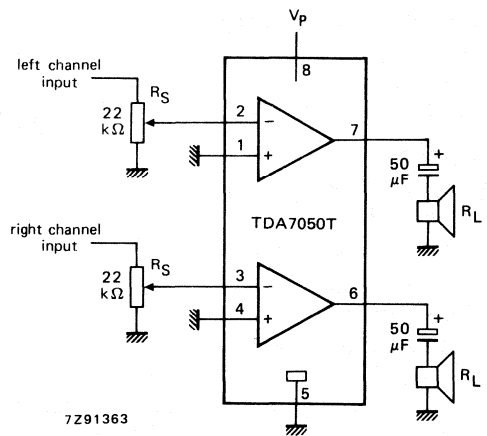 V_P
8
left channel
input
R_S
22
kΩ
2
−
1
+
7
+
50
μF
R_L
TDA7050T
right channel
input
R_S
22
kΩ
3
−
4
+
6
+
50
μF
R_L
5
7Z91363